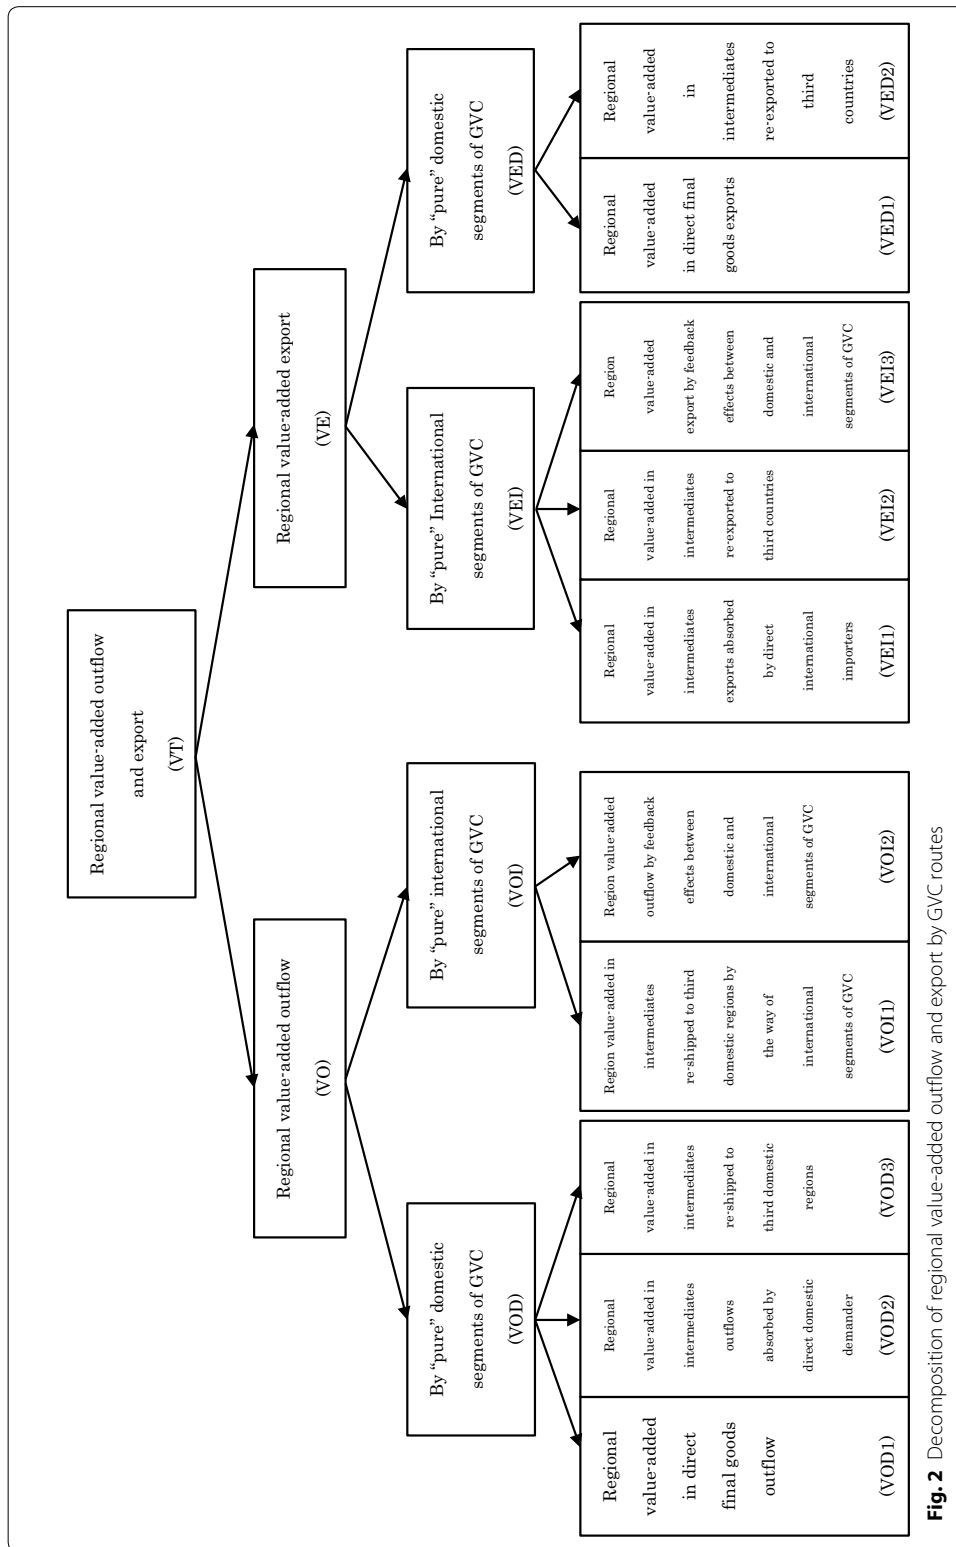 Regional value-added outflow
and export
(VT)
Regional value-added outflow
(VO)
Regional value-added export
(VE)
By “pure” domestic
segments of GVC
(VOD)
By “pure” international
segments of GVC
(VOD)
By “pure” International
segments of GVC
(VEI)
By “pure” domestic
segments of GVC
(VED)
Regional
value-added
in direct
final goods
outflow
(VOD1)
Regional
value-added in
intermediates
outflows
absorbed by
direct domestic
demander
(VOD2)
Regional
value-added in
intermediates
re-shipped to
third domestic
regions
(VOD3)
Region value-added in
intermediates
re-shipped to third
domestic regions by
the way of
international
segments of GVC
(VOI1)
Region value-added
outflow by feedback
effects between
domestic and
international
segments of GVC
(VOI2)
Regional
value-added in
intermediates
exports absorbed
by direct
international
importers
(VEI1)
Regional
value-added in
intermediates
re-exported to
third countries
(VEI2)
Region
value-added
export by feedback
effects between
domestic and
international
segments of GVC
(VEI3)
Regional
value-added
in direct final
goods exports
(VED1)
Regional
value-added
in
intermediates
re-exported to
third
countries
(VED2)
Fig. 2 Decomposition of regional value-added outflow and export by GVC routes